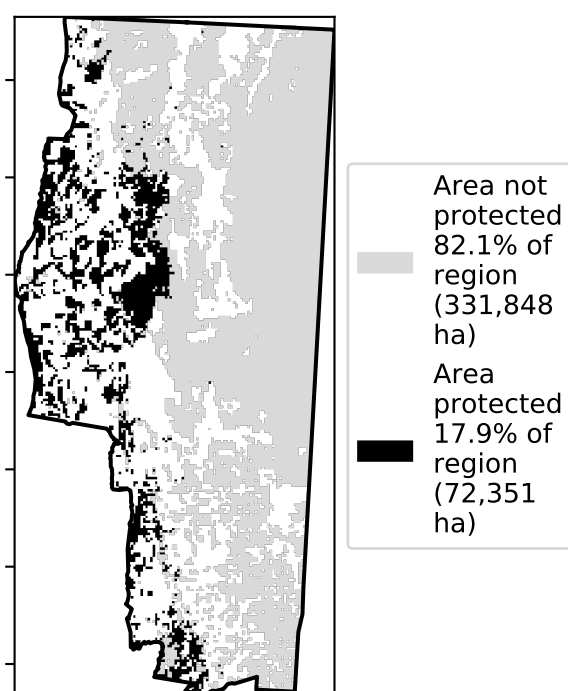 Area not
protected
82.1% of
region
(331,848
ha)
Area
protected
17.9% of
region
(72,351
ha)